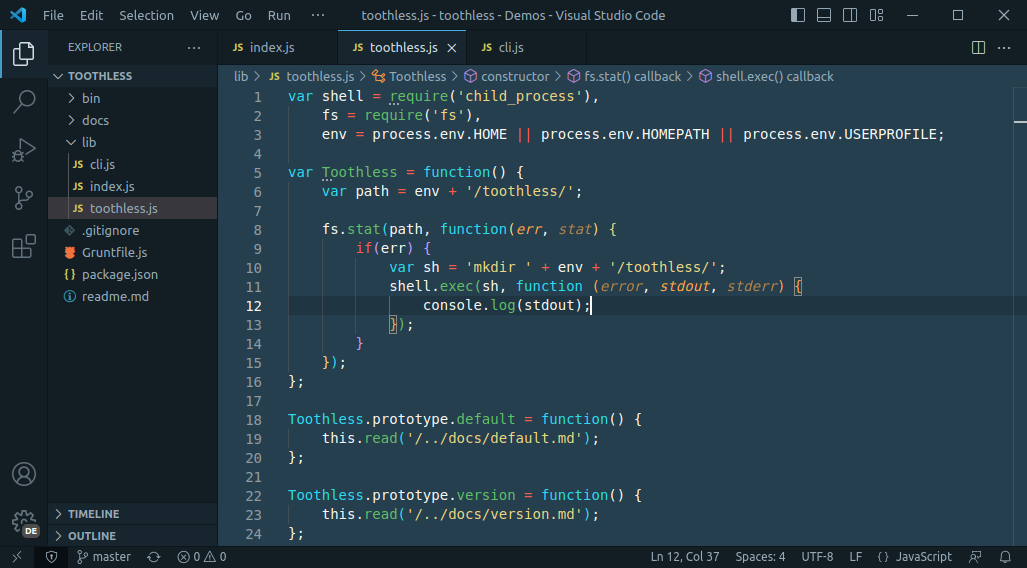 File Edit Selection View Go Run ··· toothless.js - toothless - Demos - Visual Studio Code
EXPLORER ···
TOOTHLESS
bin
docs
lib
JS cli.js
JS index.js
JS toothless.js
.gitignore
Gruntfile.js
{} package.json
readme.md
TIMELINE
OUTLINE
DE
JS index.js JS toothless.js JS cli.js ···
lib > JS toothless.js > Toothless > constructor > fs.stat() callback > shell.exec() callback
1 var shell = require('child_process'),
2     fs = require('fs'),
3     env = process.env.HOME || process.env.HOMEPATH || process.env.USERPROFILE;
4
5 var Toothless = function() {
6     var path = env + '/toothless/';
7
8     fs.stat(path, function(err, stat) {
9         if(err) {
10             var sh = 'mkdir ' + env + '/toothless/';
11             shell.exec(sh, function (error, stdout, stderr) {
12                 console.log(stdout);
13             });
14         }
15     });
16 };
17
18 Toothless.prototype.default = function() {
19     this.read('/../docs/default.md');
20 };
21
22 Toothless.prototype.version = function() {
23     this.read('/../docs/version.md');
24 };
master 0 0 Ln 12, Col 37 Spaces: 4 UTF-8 LF {} JavaScript